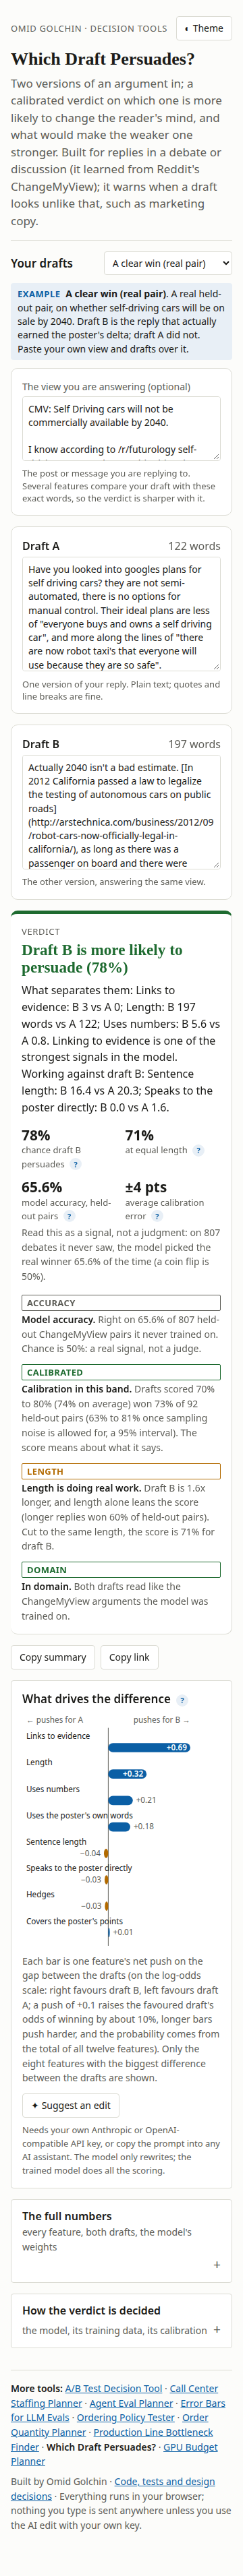 OMID GOLCHIN · DECISION TOOLS
Theme
Which Draft Persuades?
Two versions of an argument in; a
calibrated verdict on which one is more
likely to change the reader's mind, and
what would make the weaker one
stronger. Built for replies in a debate or
discussion (it learned from Reddit's
ChangeMyView); it warns when a draft
looks unlike that, such as marketing
copy.
Your drafts
A clear win (real pair)
EXAMPLE A clear win (real pair). A real held-
out pair, on whether self-driving cars will be on
sale by 2040. Draft B is the reply that actually
earned the poster's delta; draft A did not.
Paste your own view and drafts over it.
The view you are answering (optional)
CMV: Self Driving cars will not be
commercially available by 2040.
I know according to /r/futurology self-
The post or message you are replying to.
Several features compare your draft with these
exact words, so the verdict is sharper with it.
Draft A
122 words
Have you looked into googles plans for
self driving cars? they are not semi-
automated, there is no options for
manual control. Their ideal plans are less
of "everyone buys and owns a self driving
car", and more along the lines of "there
are now robot taxi's that everyone will
use because they are so safe".
One version of your reply. Plain text; quotes and
line breaks are fine.
Draft B
197 words
Actually 2040 isn't a bad estimate. [In
2012 California passed a law to legalize
the testing of autonomous cars on public
roads]
(http://arstechnica.com/business/2012/09
/robot-cars-now-officially-legal-in-
california/), as long as there was a
passenger on board and there were
The other version, answering the same view.
VERDICT
Draft B is more likely to
persuade (78%)
What separates them: Links to
evidence: B 3 vs A 0; Length: B 197
words vs A 122; Uses numbers: B 5.6 vs
A 0.8. Linking to evidence is one of the
strongest signals in the model.
Working against draft B: Sentence
length: B 16.4 vs A 20.3; Speaks to the
poster directly: B 0.0 vs A 1.6.
78%
chance draft B
persuades ?
71%
at equal length ?
65.6%
model accuracy, held-
out pairs ?
±4 pts
average calibration
error ?
Read this as a signal, not a judgment: on 807
debates it never saw, the model picked the
real winner 65.6% of the time (a coin flip is
50%).
ACCURACY
Model accuracy. Right on 65.6% of 807 held-
out ChangeMyView pairs it never trained on.
Chance is 50%: a real signal, not a judge.
CALIBRATED
Calibration in this band. Drafts scored 70%
to 80% (74% on average) won 73% of 92
held-out pairs (63% to 81% once sampling
noise is allowed for, a 95% interval). The
score means about what it says.
LENGTH
Length is doing real work. Draft B is 1.6x
longer, and length alone leans the score
(longer replies won 60% of held-out pairs).
Cut to the same length, the score is 71% for
draft B.
DOMAIN
In domain. Both drafts read like the
ChangeMyView arguments the model was
trained on.
Copy summary
Copy link
What drives the difference ?
← pushes for A
pushes for B →
Links to evidence
+0.69
Length
+0.32
Uses numbers
+0.21
Uses the poster's own words
+0.18
Sentence length
−0.04
Speaks to the poster directly
−0.03
Hedges
−0.03
Covers the poster's points
+0.01
Each bar is one feature's net push on the
gap between the drafts (on the log-odds
scale: right favours draft B, left favours draft
A; a push of +0.1 raises the favoured draft's
odds of winning by about 10%, longer bars
push harder, and the probability comes from
the total of all twelve features). Only the
eight features with the biggest difference
between the drafts are shown.
✦ Suggest an edit
Needs your own Anthropic or OpenAI-
compatible API key, or copy the prompt into any
AI assistant. The model only rewrites; the
trained model does all the scoring.
The full numbers
every feature, both drafts, the model's
weights
+
How the verdict is decided
the model, its training data, its calibration +
More tools: A/B Test Decision Tool · Call Center
Staffing Planner · Agent Eval Planner · Error Bars
for LLM Evals · Ordering Policy Tester · Order
Quantity Planner · Production Line Bottleneck
Finder · Which Draft Persuades? · GPU Budget
Planner
Built by Omid Golchin · Code, tests and design
decisions · Everything runs in your browser;
nothing you type is sent anywhere unless you use
the AI edit with your own key.